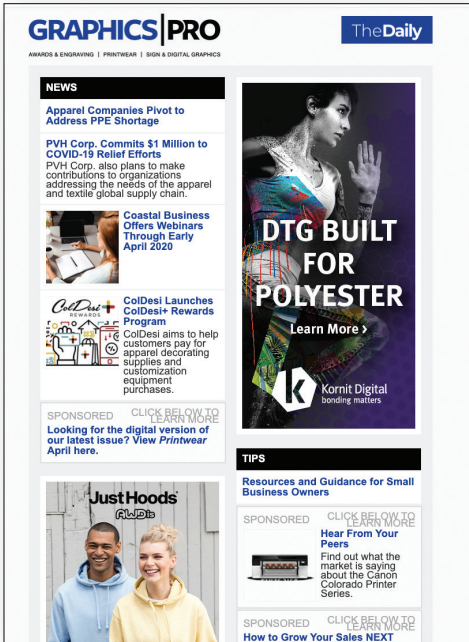 GRAPHICS|PRO
TheDaily
AWARDS & ENGRAVING | PRINTWEAR | SIGN & DIGITAL GRAPHICS
NEWS
Apparel Companies Pivot to
Address PPE Shortage
PVH Corp. Commits $1 Million to
COVID-19 Relief Efforts
PVH Corp. also plans to make
contributions to organizations
addressing the needs of the apparel
and textile global supply chain.
Coastal Business
Offers Webinars
Through Early
April 2020
ColDesi+
REWARDS
ColDesi Launches
ColDesi+ Rewards
Program
ColDesi aims to help
customers pay for
apparel decorating
supplies and
customization
equipment
purchases.
SPONSORED
CLICK BELOW TO
LEARN MORE
Looking for the digital version of
our latest issue? View Printwear
April here.
JustHoods
AWDis
DTG BUILT
FOR
POLYESTER
Learn More ›
K
Kornit Digital
bonding matters
TIPS
Resources and Guidance for Small
Business Owners
SPONSORED
CLICK BELOW TO
LEARN MORE
Hear From Your
Peers
Find out what the
market is saying
about the Canon
Colorado Printer
Series.
SPONSORED
CLICK BELOW TO
LEARN MORE
How to Grow Your Sales NEXT